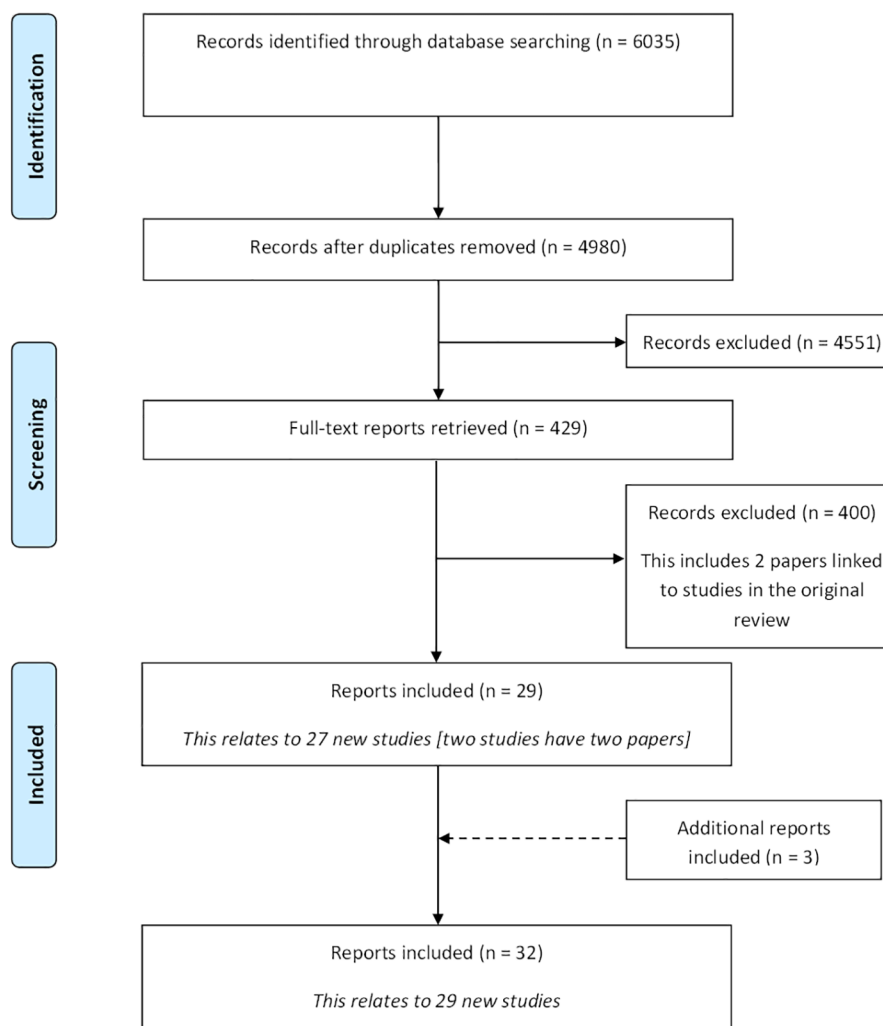 Identification
Records identified through database searching (n = 6035)
Records after duplicates removed (n = 4980)
Screening
Records excluded (n = 4551)
Full-text reports retrieved (n = 429)
Records excluded (n = 400)
This includes 2 papers linked
to studies in the original
review
Included
Reports included (n = 29)
This relates to 27 new studies [two studies have two papers]
Additional reports
included (n = 3)
Reports included (n = 32)
This relates to 29 new studies